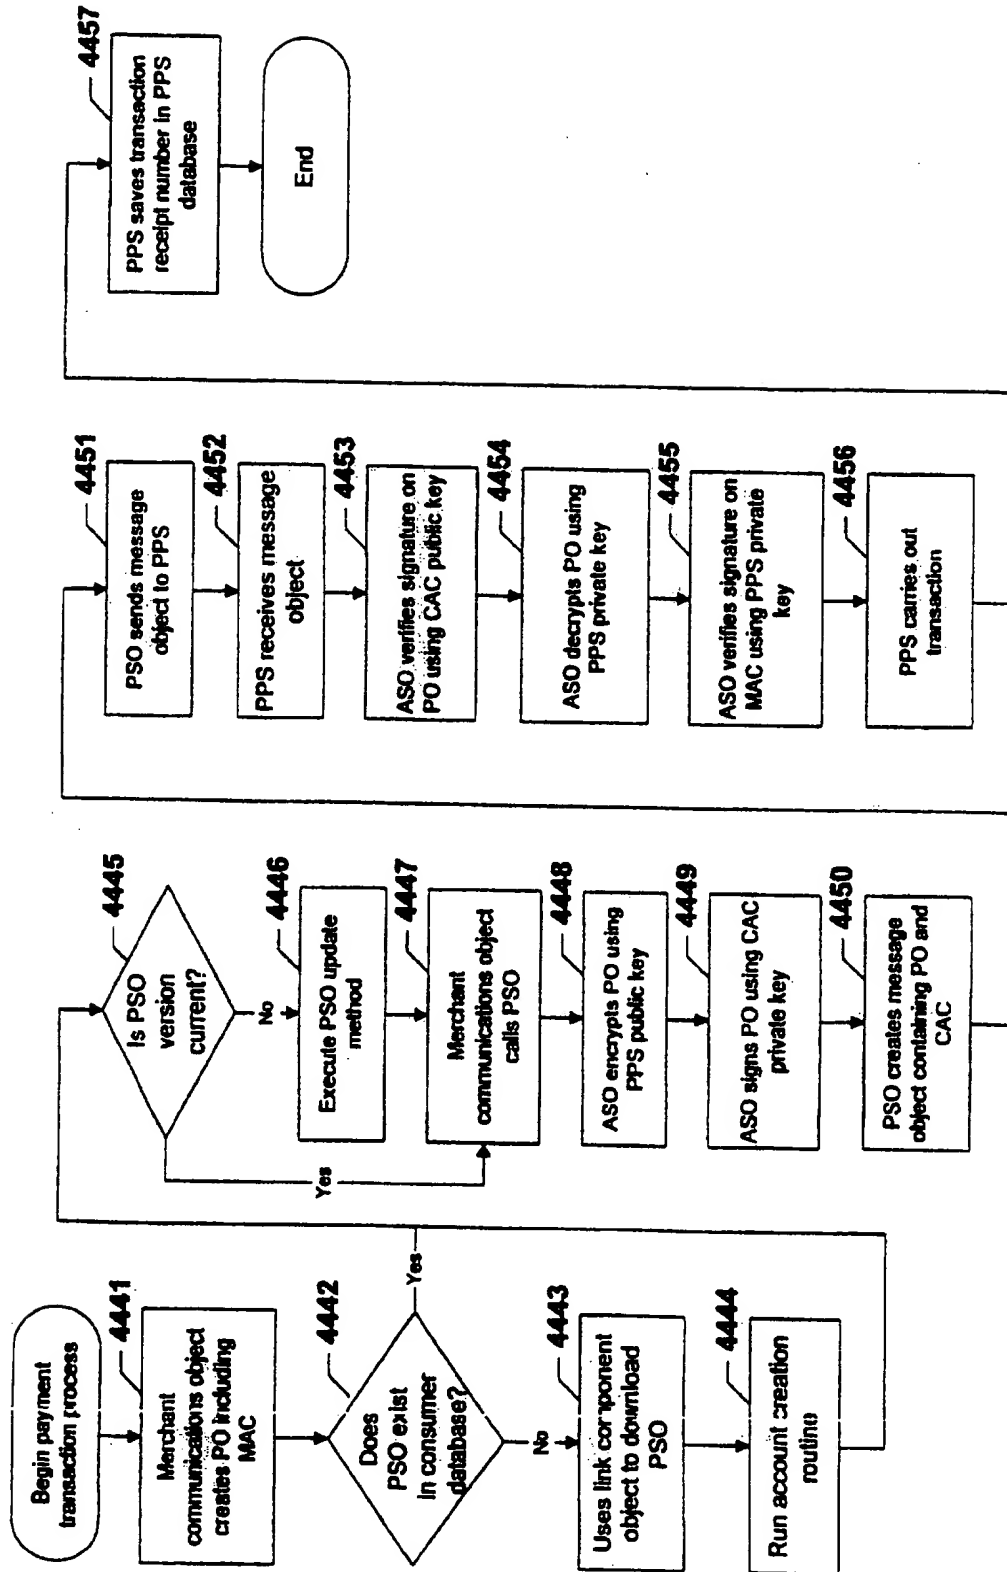 Begin payment
transaction process
4441
Merchant
communications object
creates PO including
MAC
4442
Does
PSO exist
in consumer
database?
Yes
No
4443
Uses link component
object to download
PSO
4444
Run account creation
routine
4445
Is PSO
version
current?
Yes
No
4446
Execute PSO update
method
4447
Merchant
communications object
calls PSO
4448
ASO encrypts PO using
PPS public key
4449
ASO signs PO using CAC
private key
4450
PSO creates message
object containing PO and
CAC
4451
PSO sends message
object to PPS
4452
PPS receives message
object
4453
ASO verifies signature on
PO using CAC public key
4454
ASO decrypts PO using
PPS private key
4455
ASO verifies signature on
MAC using PPS private
key
4456
PPS carries out
transaction
4457
PPS saves transaction
receipt number in PPS
database
End